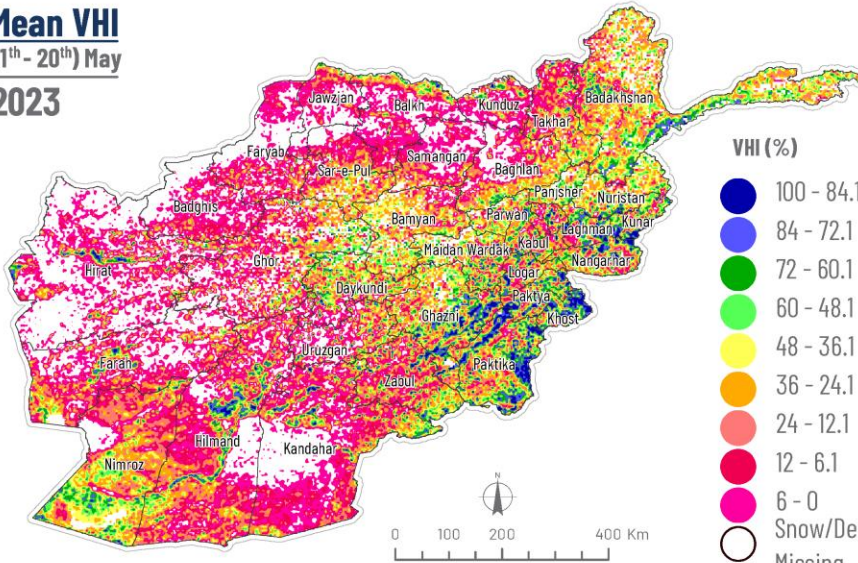 Mean VHI
1th - 20th) May
2023
Jawzjan
Balkh
Kunduz
Badakhshan
Takhar
Faryab
Samangan
Sar-e-Pul
Baghlan
Panjsher
Nuristan
Badghis
Bamyan
Parwan
Kunar
Laghman
Kabul
Maidan Wardak
Ghor
Hirat
Nangarhar
Logar
Daykundi
Paktya
Ghazni
Khost
Uruzgan
Farah
Paktika
Zabul
Hilmand
Kandahar
Nimroz
N
0 100 200 400 Km
VHI (%)
100 - 84.1
84 - 72.1
72 - 60.1
60 - 48.1
48 - 36.1
36 - 24.1
24 - 12.1
12 - 6.1
6 - 0
Snow/De
Missing